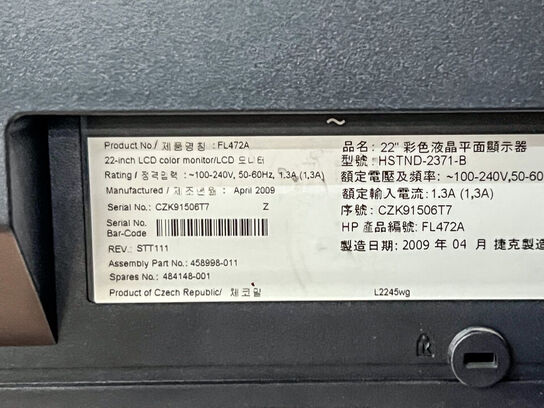 Product No/ 제품명칭 : FL472A
22-inch LCD color monitor/LCD 모니터
Rating / 정격입력 : ~100-240V, 50-60Hz, 1.3A (1,3A)
Manufactured / 제조년월 : April 2009
Serial No.: CZK91506T7 Z
Serial No.
Bar-Code
REV.: STT111
Assembly Part No.: 458998-011
Spares No.: 484148-001
Product of Czech Republic/ 체코말
品名: 22" 彩色液晶平面顯示器
型號: HSTND-2371-B
額定電壓及頻率: ~100-240V,50-60
額定輸入電流: 1.3A (1,3A)
序號: CZK91506T7
HP 產品編號: FL472A
製造日期: 2009 年 04 月 捷克製造
L2245wg